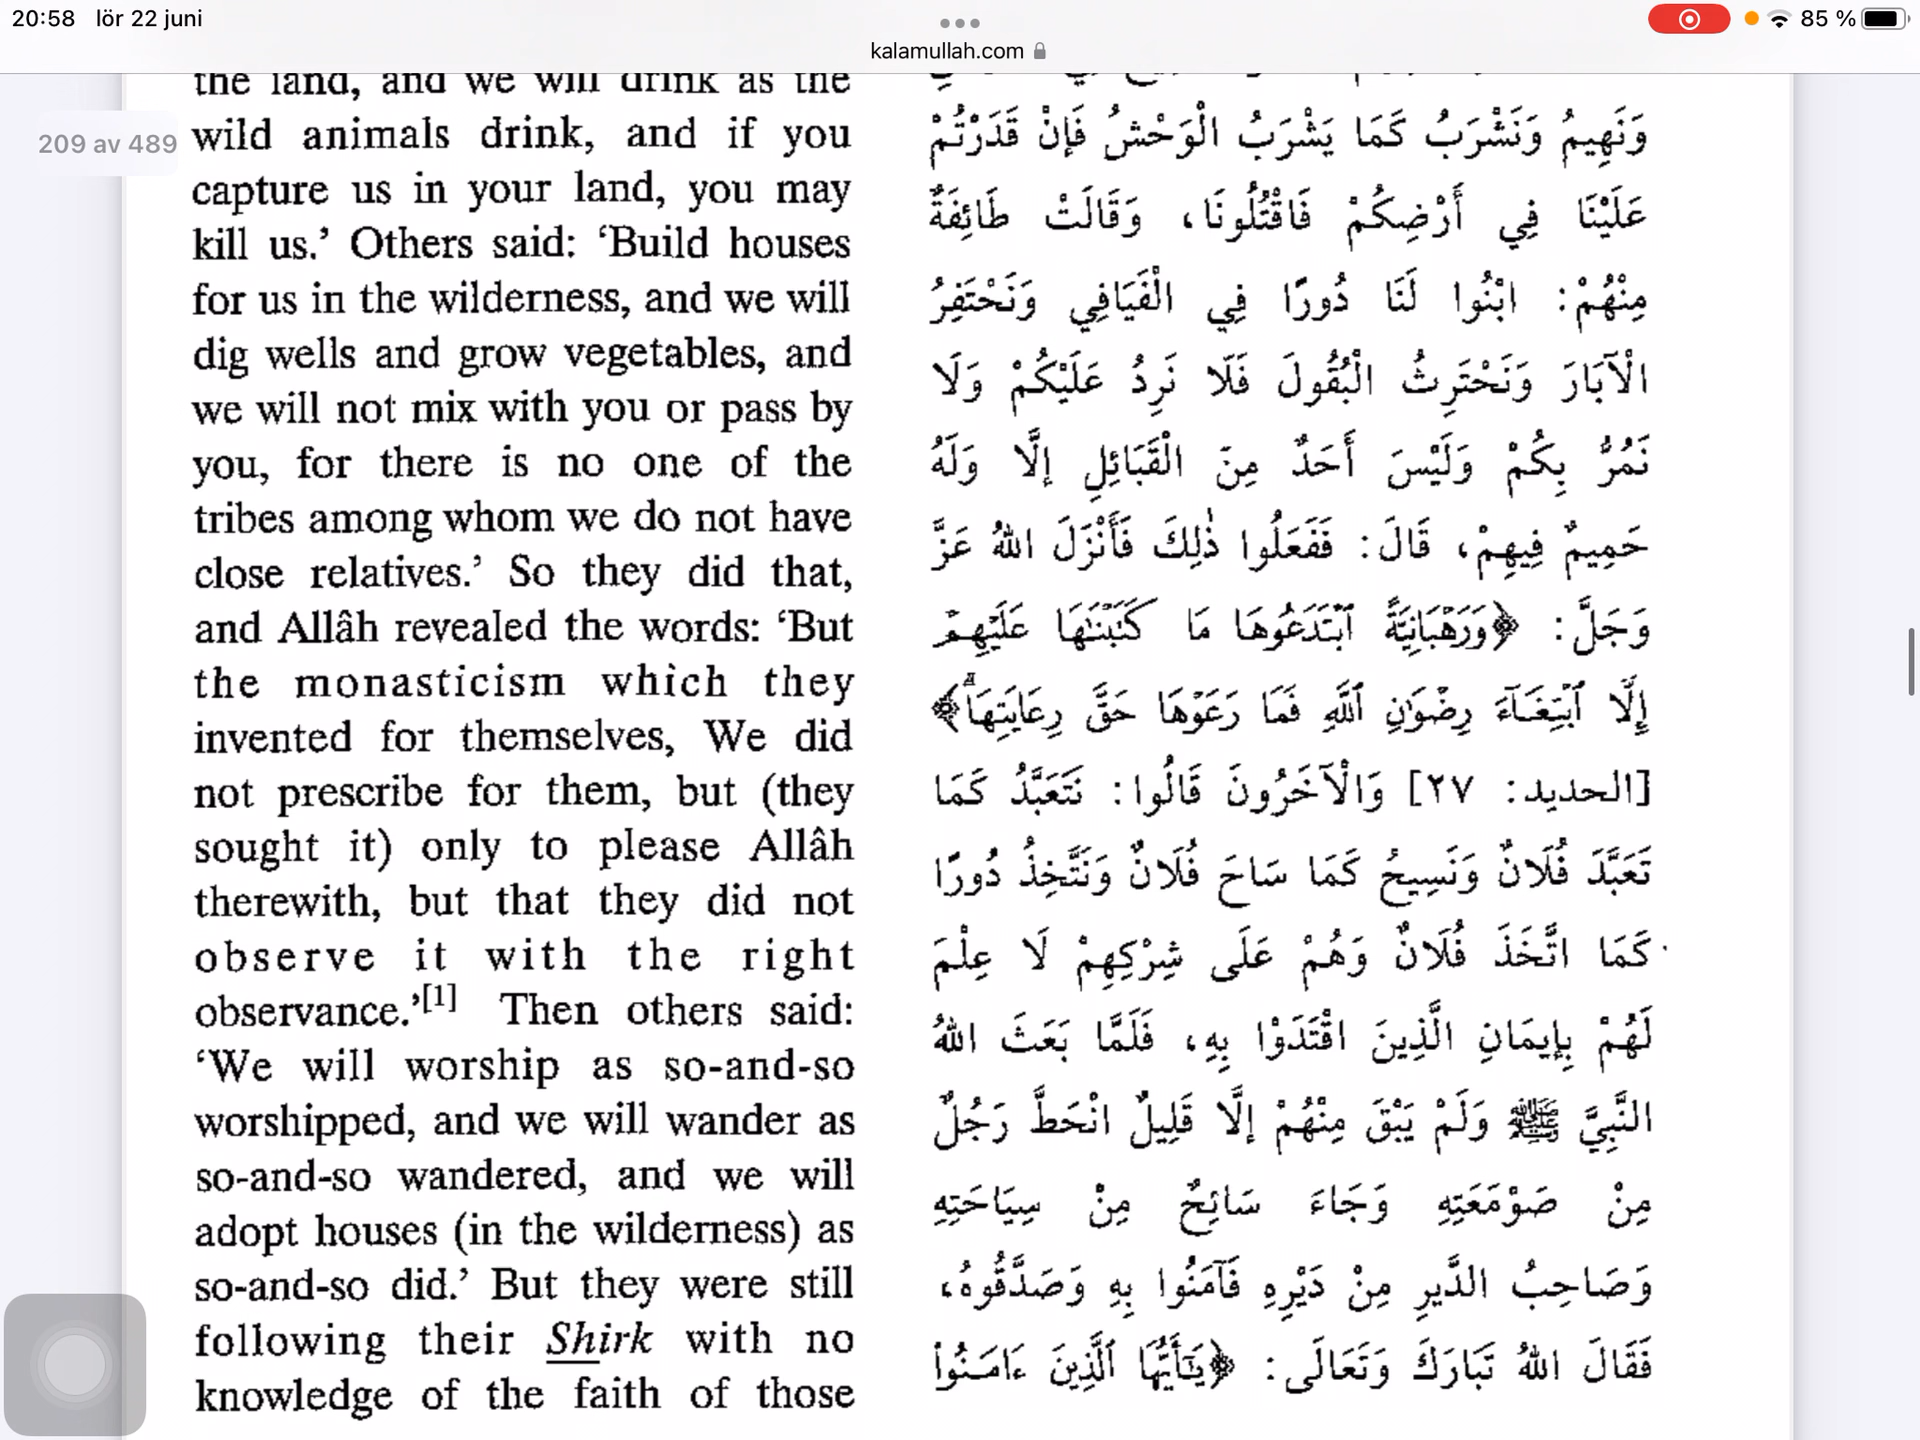 20:58 lör 22 juni
85 %
kalamullah.com
209 av 489
the land, and we will drink as the
wild animals drink, and if you
capture us in your land, you may
kill us.’ Others said: ‘Build houses
for us in the wilderness, and we will
dig wells and grow vegetables, and
we will not mix with you or pass by
you, for there is no one of the
tribes among whom we do not have
close relatives.’ So they did that,
and Allâh revealed the words: ‘But
the monasticism which they
invented for themselves, We did
not prescribe for them, but (they
sought it) only to please Allâh
therewith, but that they did not
observe it with the right
observance.’[1] Then others said:
‘We will worship as so-and-so
worshipped, and we will wander as
so-and-so wandered, and we will
adopt houses (in the wilderness) as
so-and-so did.’ But they were still
following their Shirk with no
knowledge of the faith of those
وَنَهِيمُ وَنَشْرَبُ كَمَا يَشْرَبُ الْوَحْشُ فَإِنْ قَدَرْتُمْ
عَلَيْنَا فِي أَرْضِكُمْ فَاقْتُلُونَا، وَقَالَتْ طَائِفَةٌ
مِنْهُمْ: ابْنُوا لَنَا دُورًا فِي الْفَيَافِي وَنَحْتَفِرُ
الْآبَارَ وَنَحْتَرِثُ الْبُقُولَ فَلَا نَرِدُ عَلَيْكُمْ وَلَا
نَمُرُّ بِكُمْ وَلَيْسَ أَحَدٌ مِنَ الْقَبَائِلِ إِلَّا وَلَهُ
حَمِيمٌ فِيهِمْ، قَالَ: فَفَعَلُوا ذٰلِكَ فَأَنْزَلَ اللهُ عَزَّ
وَجَلَّ: ﴿وَرَهْبَانِيَّةً ٱبْتَدَعُوهَا مَا كَتَبْنَٰهَا عَلَيْهِمْ
إِلَّا ٱبْتِغَآءَ رِضْوَٰنِ ٱللَّهِ فَمَا رَعَوْهَا حَقَّ رِعَايَتِهَا ۖ﴾
[الحديد: ٢٧] وَالْآخَرُونَ قَالُوا: نَتَعَبَّدُ كَمَا
تَعَبَّدَ فُلَانٌ وَنَسِيحُ كَمَا سَاحَ فُلَانٌ وَنَتَّخِذُ دُورًا
كَمَا اتَّخَذَ فُلَانٌ وَهُمْ عَلَى شِرْكِهِمْ لَا عِلْمَ
لَهُمْ بِإِيمَانِ الَّذِينَ اقْتَدَوْا بِهِ، فَلَمَّا بَعَثَ اللهُ
النَّبِيَّ ﷺ وَلَمْ يَبْقَ مِنْهُمْ إِلَّا قَلِيلٌ انْحَطَّ رَجُلٌ
مِنْ صَوْمَعَتِهِ وَجَاءَ سَائِحٌ مِنْ سِيَاحَتِهِ
وَصَاحِبُ الدَّيرِ مِنْ دَيْرِهِ فَآمَنُوا بِهِ وَصَدَّقُوهُ،
فَقَالَ اللهُ تَبَارَكَ وَتَعَالَى: ﴿يَٰٓأَيُّهَا ٱلَّذِينَ ءَامَنُوا۟